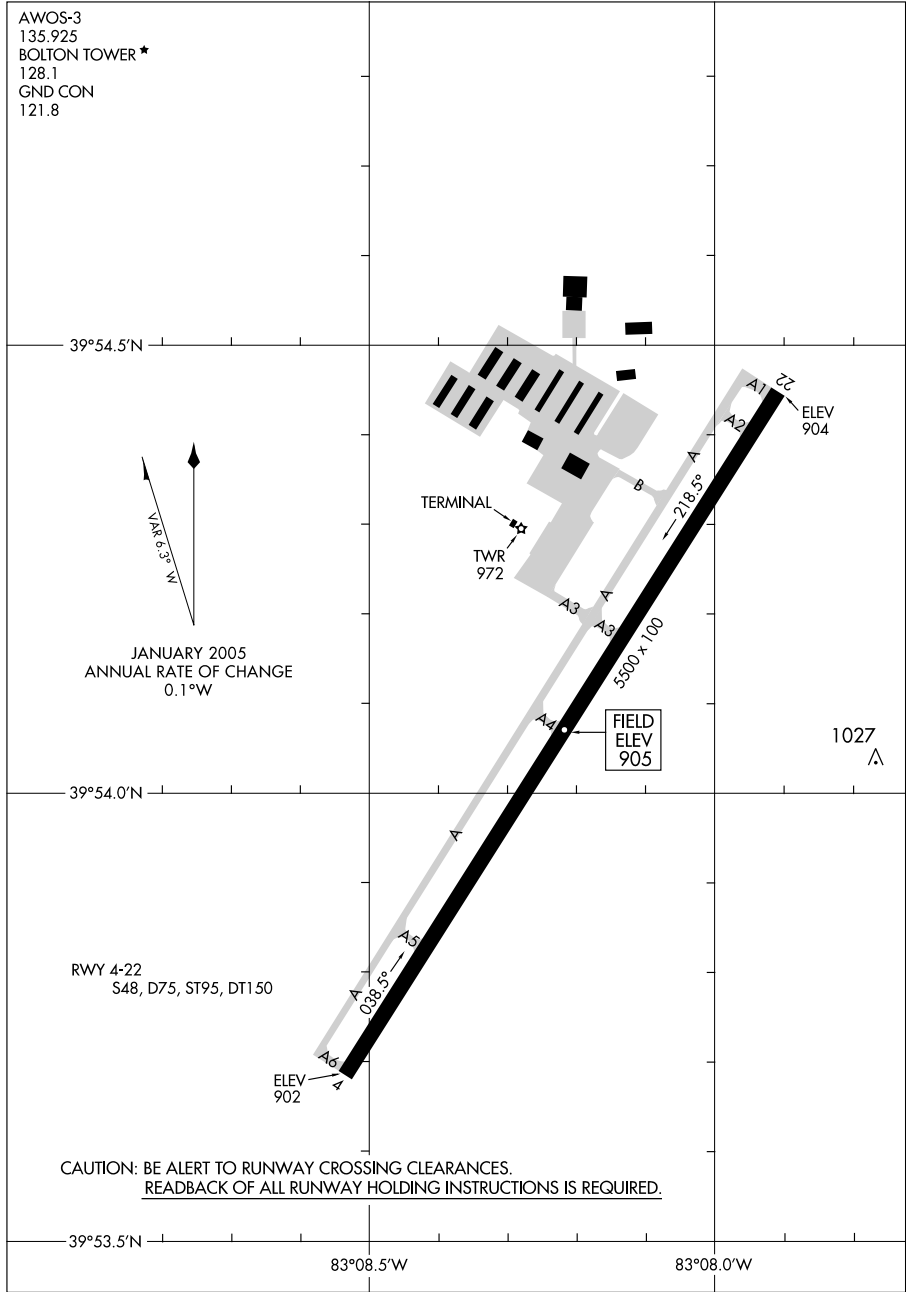 AWOS-3
135.925
BOLTON TOWER ★
128.1
GND CON
121.8
39°54.5'N
22
A1
A2
ELEV
904
A
218.5°
B
TERMINAL
TWR
972
VAR 6.3° W
A
A3
A3
5500 x 100
JANUARY 2005
ANNUAL RATE OF CHANGE
0.1°W
A4
FIELD
ELEV
905
1027
39°54.0'N
A
A5
RWY 4-22
S48, D75, ST95, DT150
038.5°
A
A6
4
ELEV
902
CAUTION: BE ALERT TO RUNWAY CROSSING CLEARANCES.
READBACK OF ALL RUNWAY HOLDING INSTRUCTIONS IS REQUIRED.
39°53.5'N
83°08.5'W
83°08.0'W